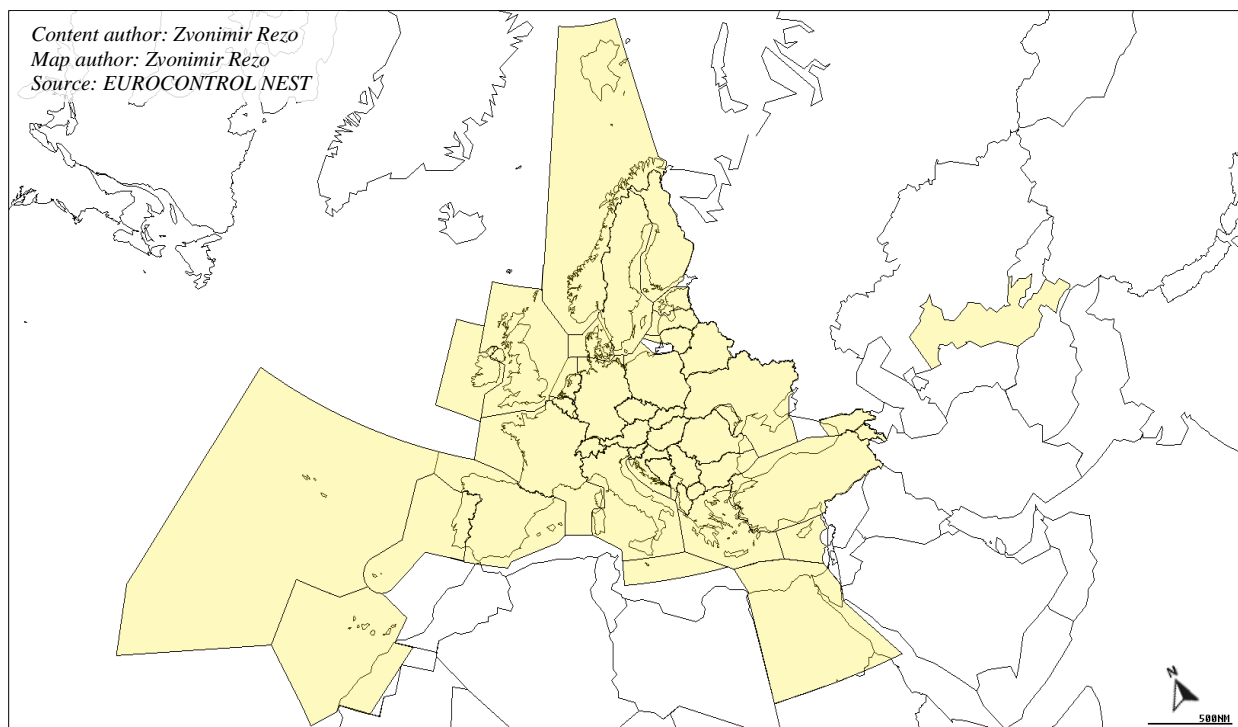 Content author: Zvonimir Rezo
Map author: Zvonimir Rezo
Source: EUROCONTROL NEST
N
500NM